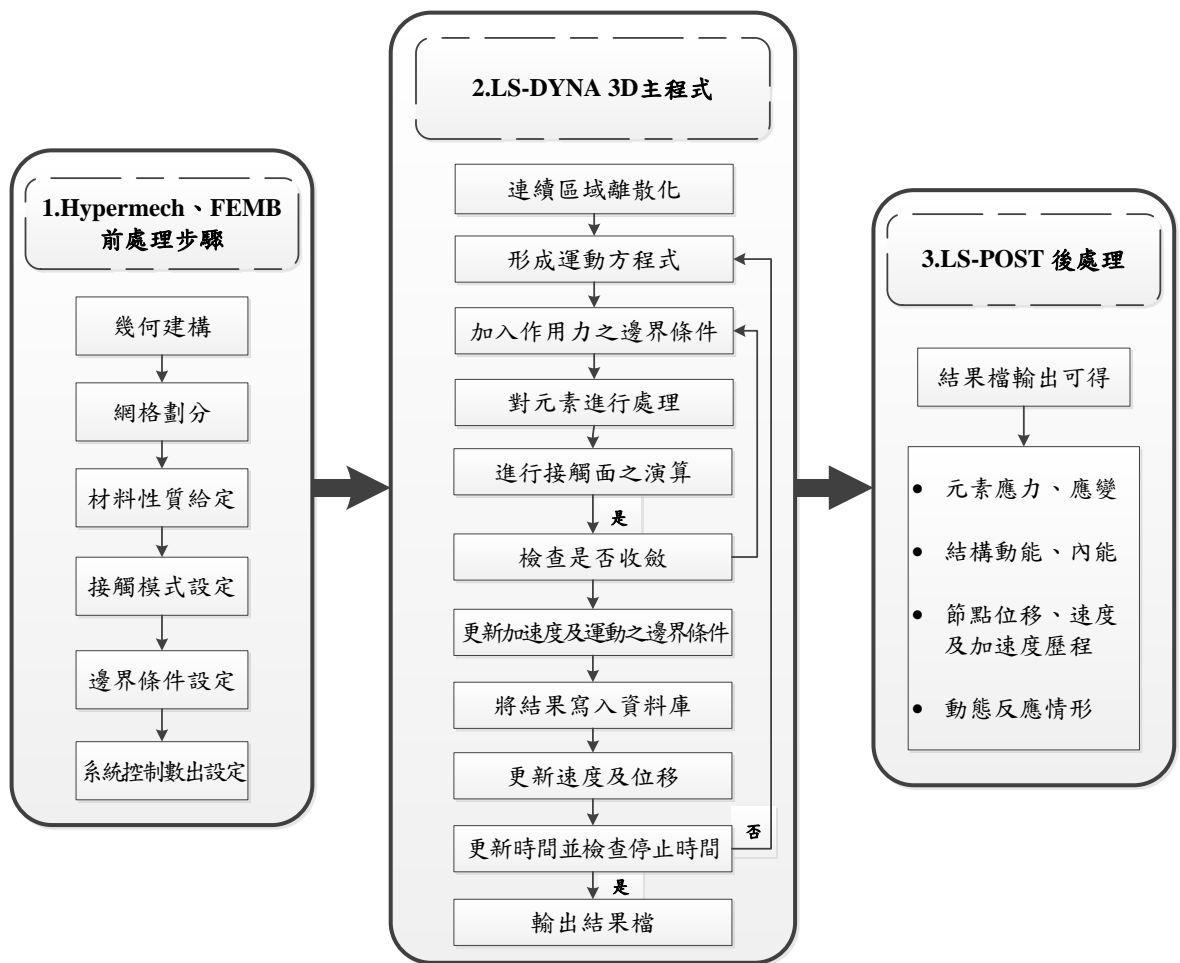 1.Hypermech、FEMB
前處理步驟
幾何建構
網格劃分
材料性質給定
接觸模式設定
邊界條件設定
系統控制數出設定
2.LS-DYNA 3D主程式
連續區域離散化
形成運動方程式
加入作用力之邊界條件
對元素進行處理
進行接觸面之演算
是
檢查是否收斂
更新加速度及運動之邊界條件
將結果寫入資料庫
更新速度及位移
更新時間並檢查停止時間
否
是
輸出結果檔
3.LS-POST 後處理
結果檔輸出可得
• 元素應力、應變
• 結構動能、內能
• 節點位移、速度
及加速度歷程
• 動態反應情形